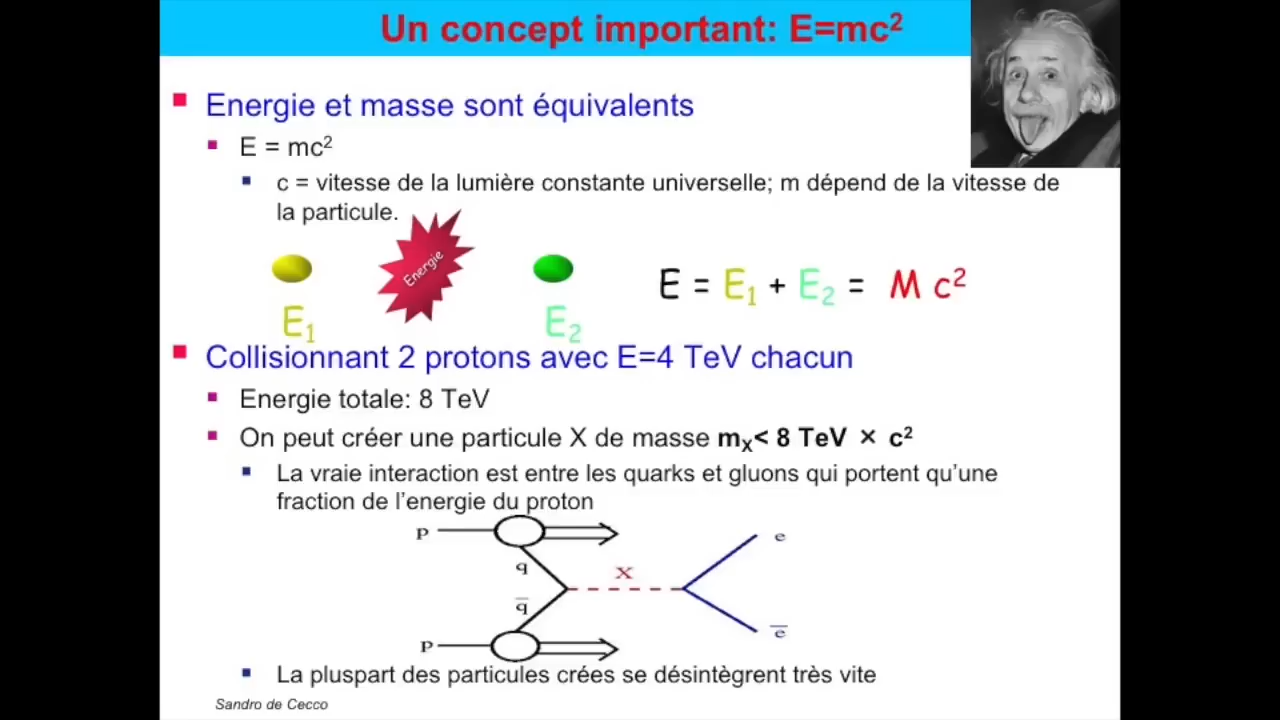 Un concept important: E=mc²
Energie et masse sont équivalents
E = mc²
c = vitesse de la lumière constante universelle; m dépend de la vitesse de
la particule.
Energie
E₁
E₂
E = E₁ + E₂ = M c²
Collisionnant 2 protons avec E=4 TeV chacun
Energie totale: 8 TeV
On peut créer une particule X de masse mₓ< 8 TeV × c²
La vraie interaction est entre les quarks et gluons qui portent qu'une
fraction de l'energie du proton
p
q
X
e
q̅
p
e̅
La pluspart des particules crées se désintègrent très vite
Sandro de Cecco